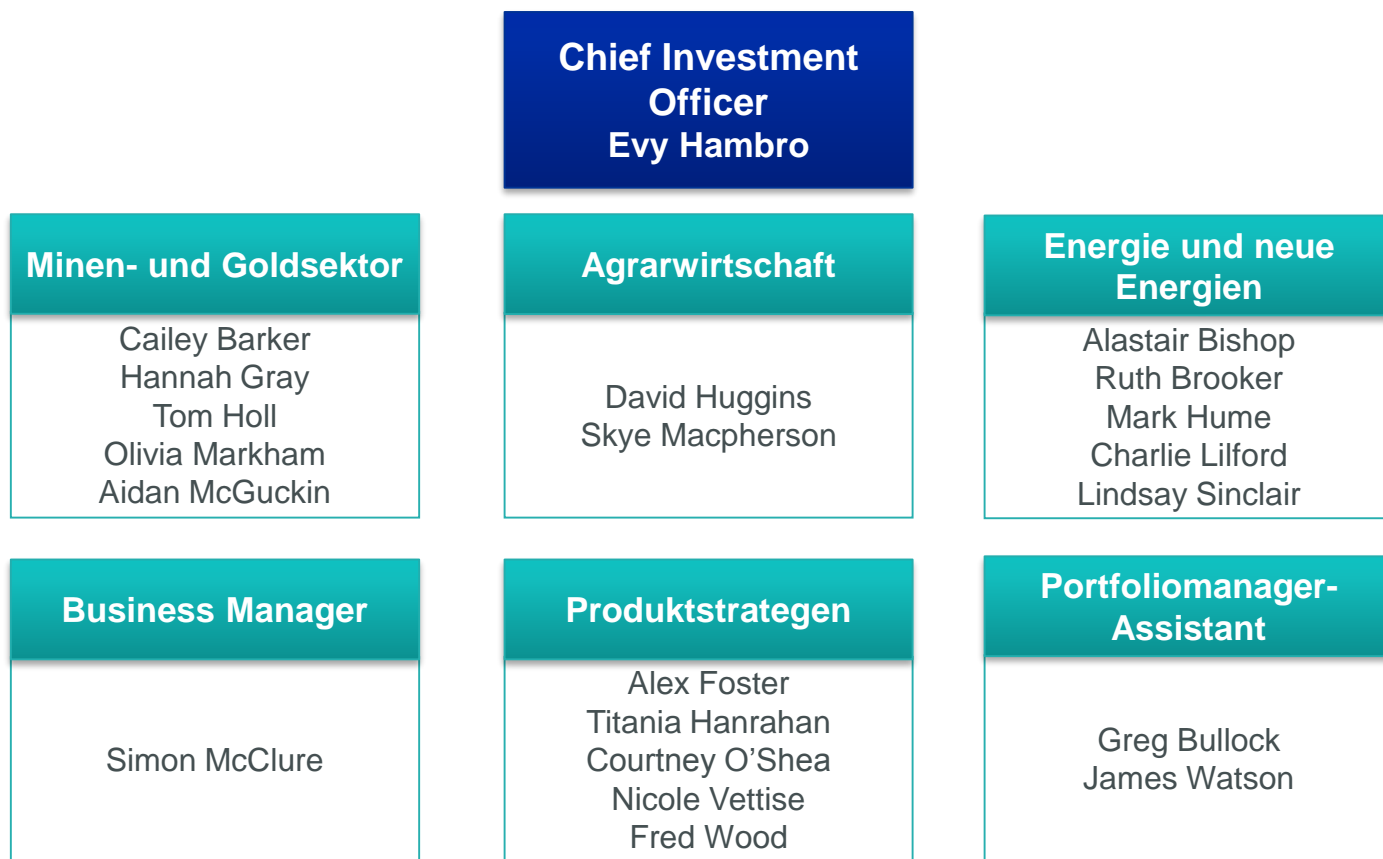 Chief Investment
Officer
Evy Hambro
Minen- und Goldsektor
Cailey Barker
Hannah Gray
Tom Holl
Olivia Markham
Aidan McGuckin
Agrarwirtschaft
David Huggins
Skye Macpherson
Energie und neue
Energien
Alastair Bishop
Ruth Brooker
Mark Hume
Charlie Lilford
Lindsay Sinclair
Business Manager
Simon McClure
Produktstrategen
Alex Foster
Titania Hanrahan
Courtney O’Shea
Nicole Vettise
Fred Wood
Portfoliomanager-
Assistant
Greg Bullock
James Watson